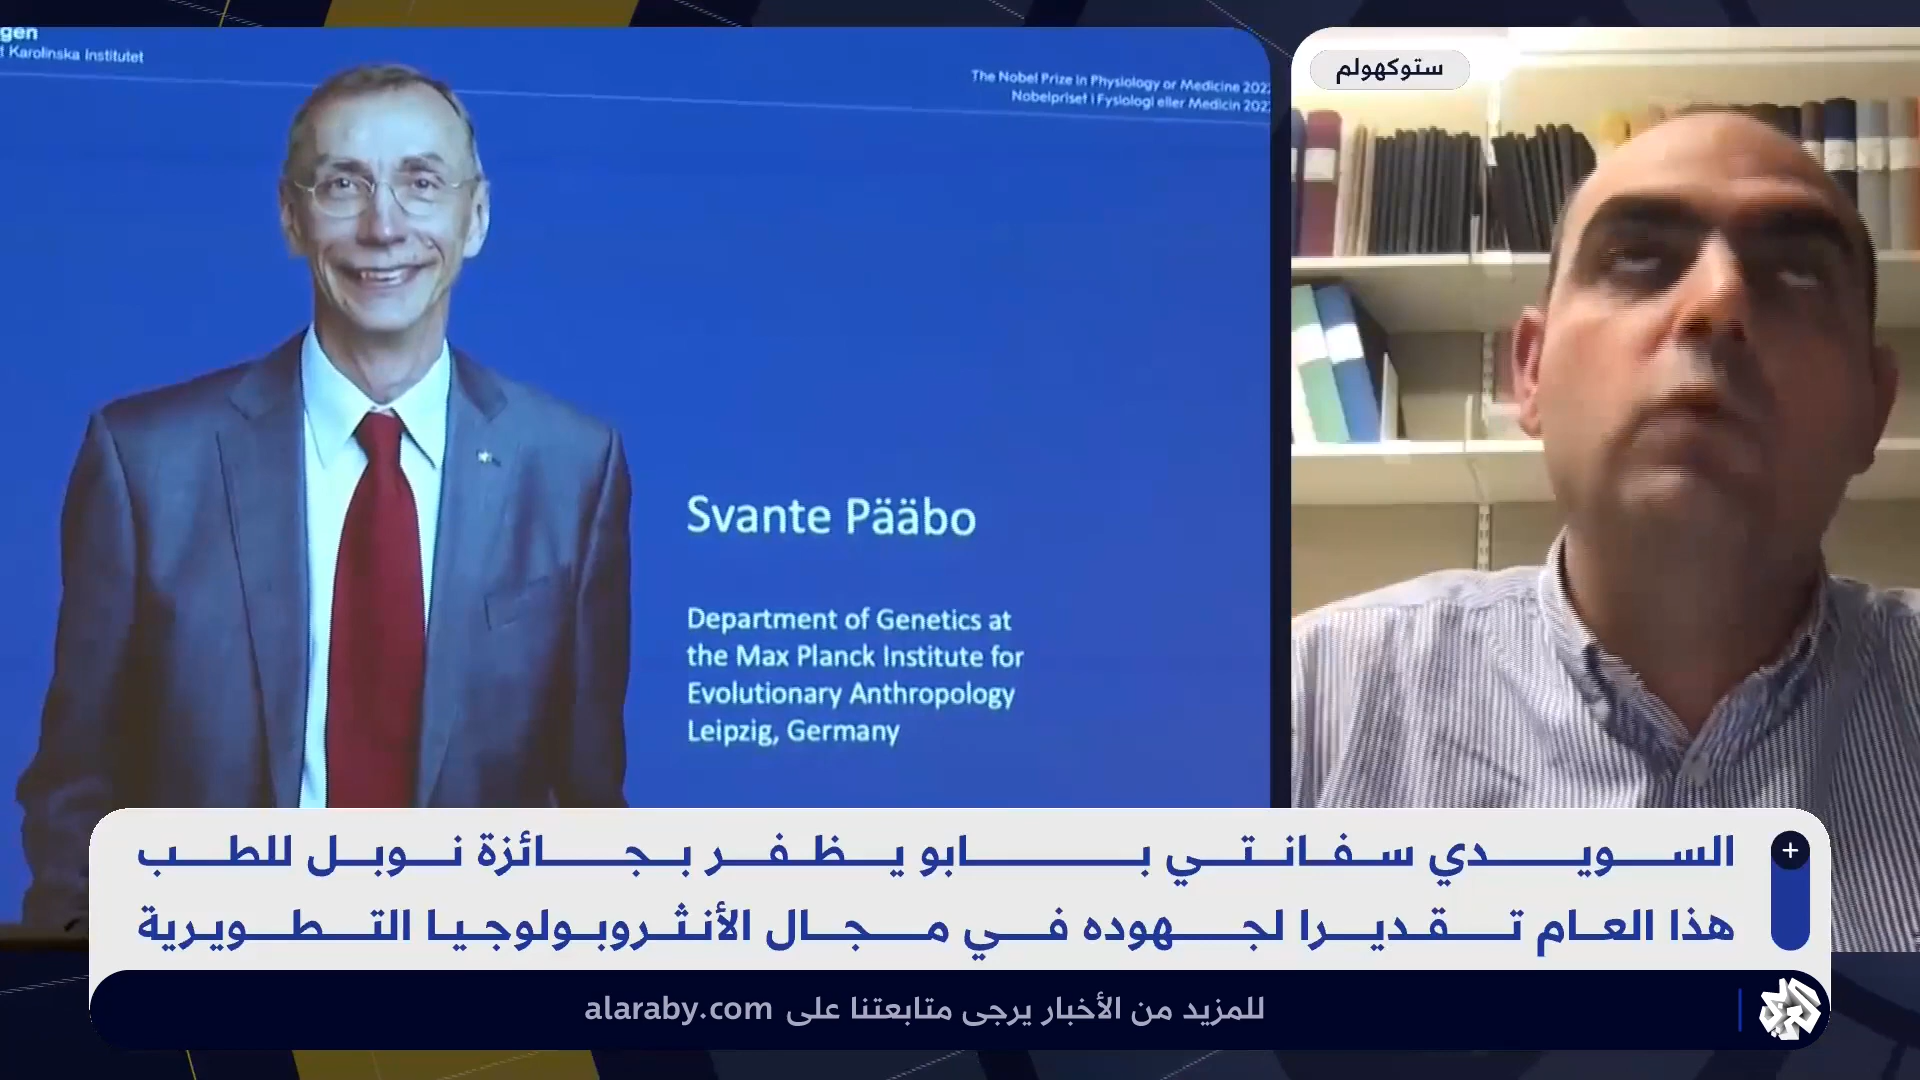 gen
Karolinska Institutet
The Nobel Prize in Physiology or Medicine 202
Nobelpriset i Fysiologi eller Medicin 202
ستوكهولم
Svante Pääbo
Department of Genetics at
the Max Planck Institute for
Evolutionary Anthropology
Leipzig, Germany
السويدي سفانتي بابو يظفر بجائزة نوبل للطب
هذا العام تقديرا لجهوده في مجال الأنثروبولوجيا التطويرية
للمزيد من الأخبار يرجى متابعتنا على alaraby.com